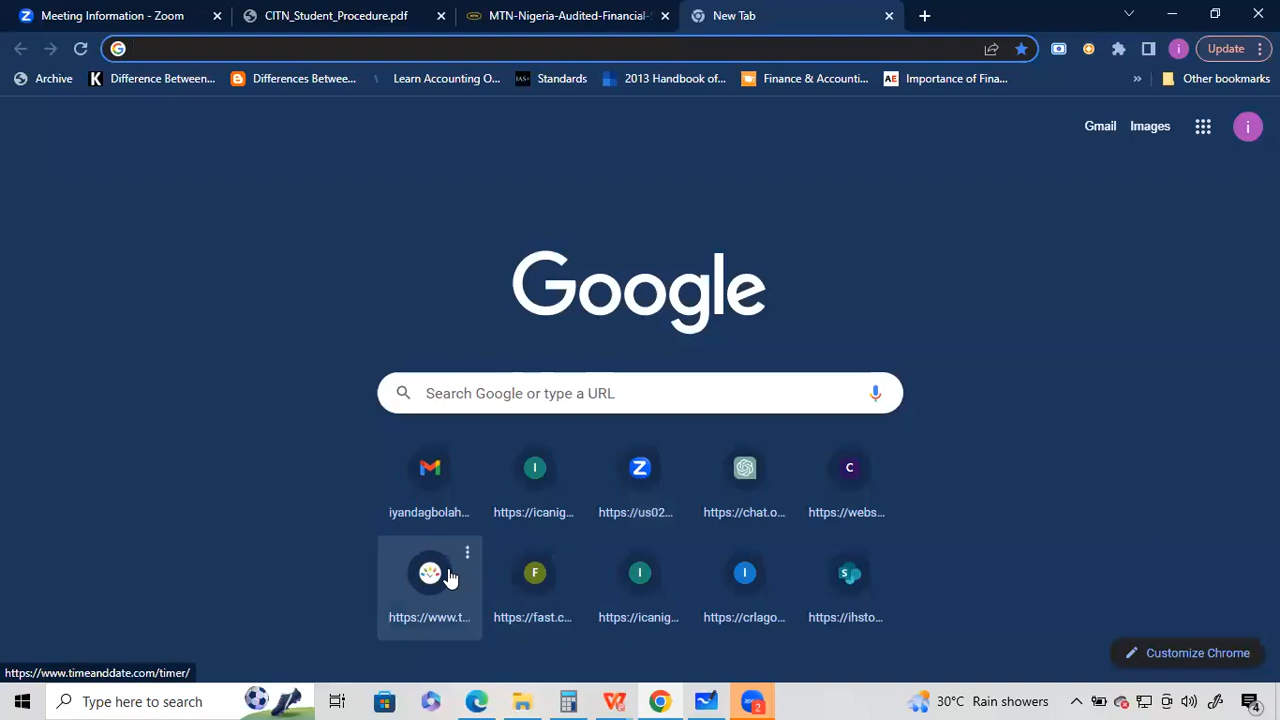 Meeting Information - Zoom
CITN_Student_Procedure.pdf
MTN-Nigeria-Audited-Financial-
New Tab
Update
Archive
Difference Between...
Differences Betwee...
Learn Accounting O...
Standards
2013 Handbook of...
Finance & Accounti...
Importance of Fina...
Other bookmarks
Gmail
Images
i
Google
Search Google or type a URL
iyandagbolah...
https://icanig...
https://us02...
https://chat.o...
https://webs...
https://www.t...
https://fast.c...
https://icanig...
https://crlago...
https://ihsto...
Customize Chrome
https://www.timeanddate.com/timer/
Type here to search
30°C Rain showers